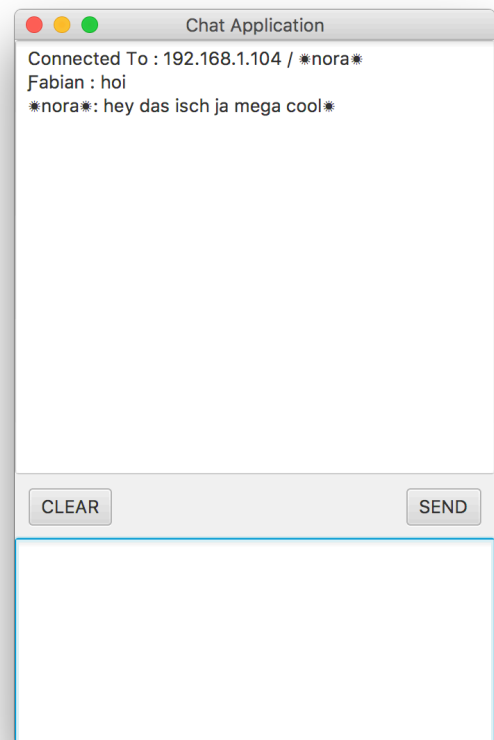 Chat Application
Connected To : 192.168.1.104 / ✷nora✷
Ƒabian : hoi
✷nora✷: hey das isch ja mega cool✷
CLEAR
SEND